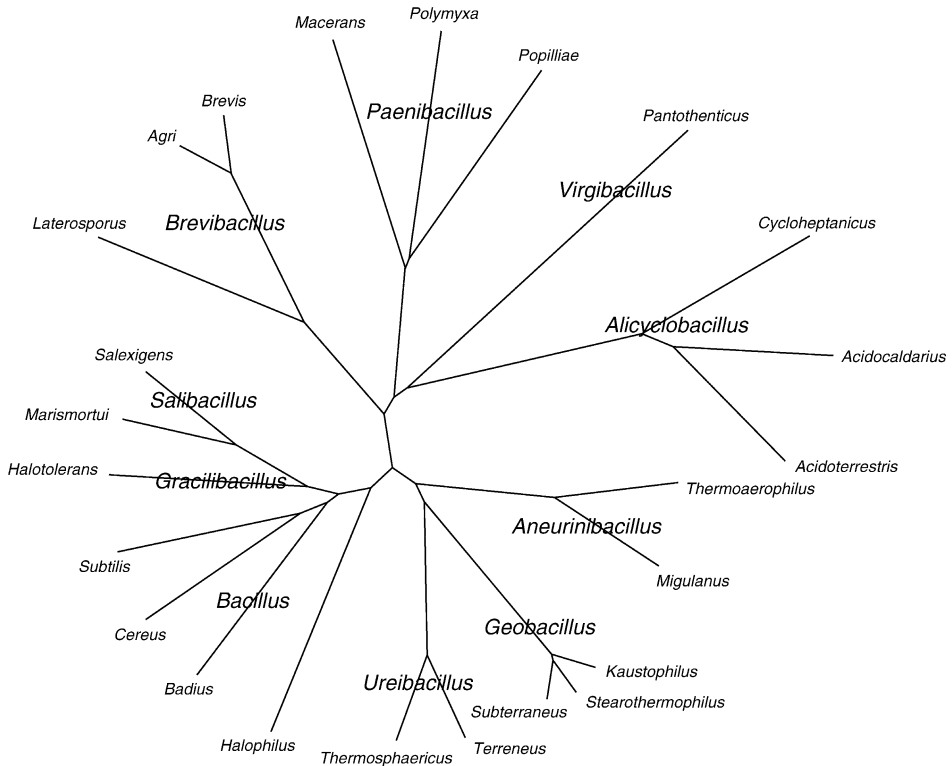 Polymyxa
Macerans
Popilliae
Brevis
Paenibacillus
Pantothenticus
Agri
Virgibacillus
Laterosporus
Brevibacillus
Cycloheptanicus
Alicyclobacillus
Salexigens
Acidocaldarius
Salibacillus
Marismortui
Halotolerans
Acidoterrestris
Gracilibacillus
Thermoaerophilus
Aneurinibacillus
Subtilis
Migulanus
Bacillus
Geobacillus
Cereus
Kaustophilus
Ureibacillus
Badius
Stearothermophilus
Subterraneus
Halophilus
Terreneus
Thermosphaericus